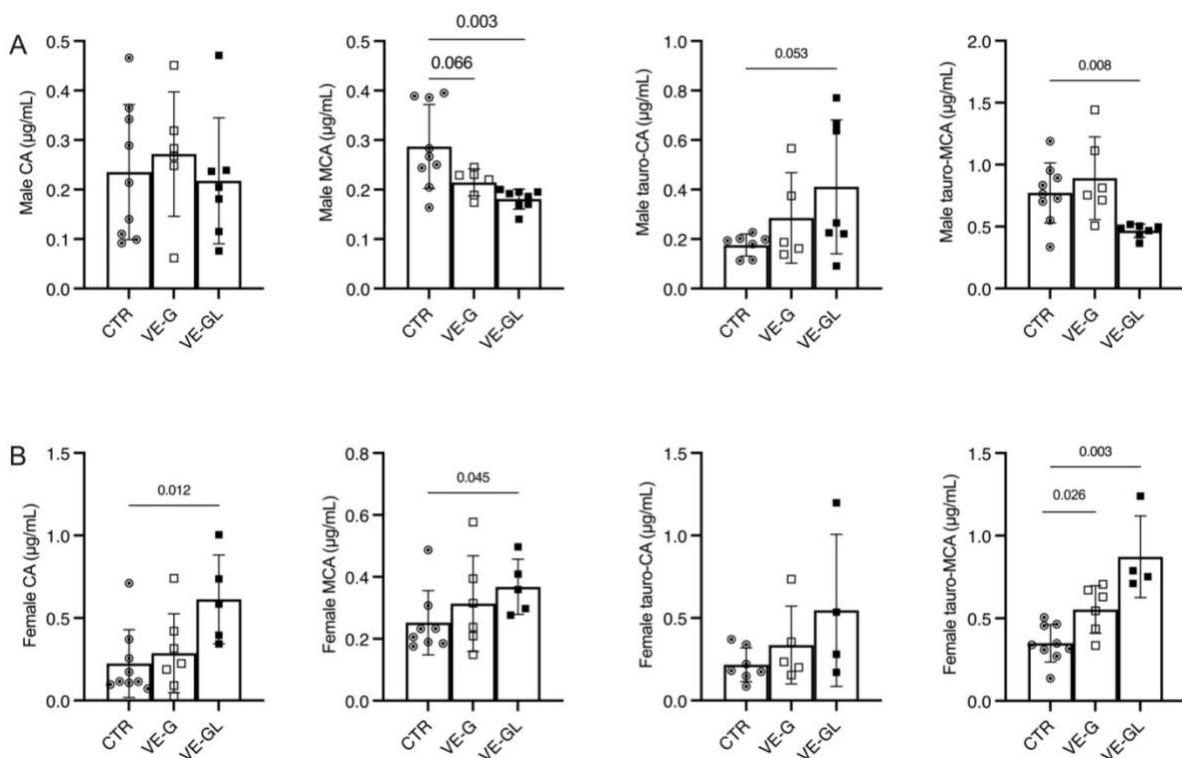 A
Male CA (µg/mL)
0.5
0.4
0.3
0.2
0.1
0.0
CTR
VE-G
VE-GL
Male MCA (µg/mL)
0.5
0.4
0.3
0.2
0.1
0.0
0.003
0.066
CTR
VE-G
VE-GL
Male tauro-CA (µg/mL)
1.0
0.8
0.6
0.4
0.2
0.0
0.053
CTR
VE-G
VE-GL
Male tauro-MCA (µg/mL)
2.0
1.5
1.0
0.5
0.0
0.008
CTR
VE-G
VE-GL
B
Female CA (µg/mL)
1.5
1.0
0.5
0.0
0.012
CTR
VE-G
VE-GL
Female MCA (µg/mL)
0.8
0.6
0.4
0.2
0.0
0.045
CTR
VE-G
VE-GL
Female tauro-CA (µg/mL)
1.5
1.0
0.5
0.0
CTR
VE-G
VE-GL
Female tauro-MCA (µg/mL)
1.5
1.0
0.5
0.0
0.003
0.026
CTR
VE-G
VE-GL